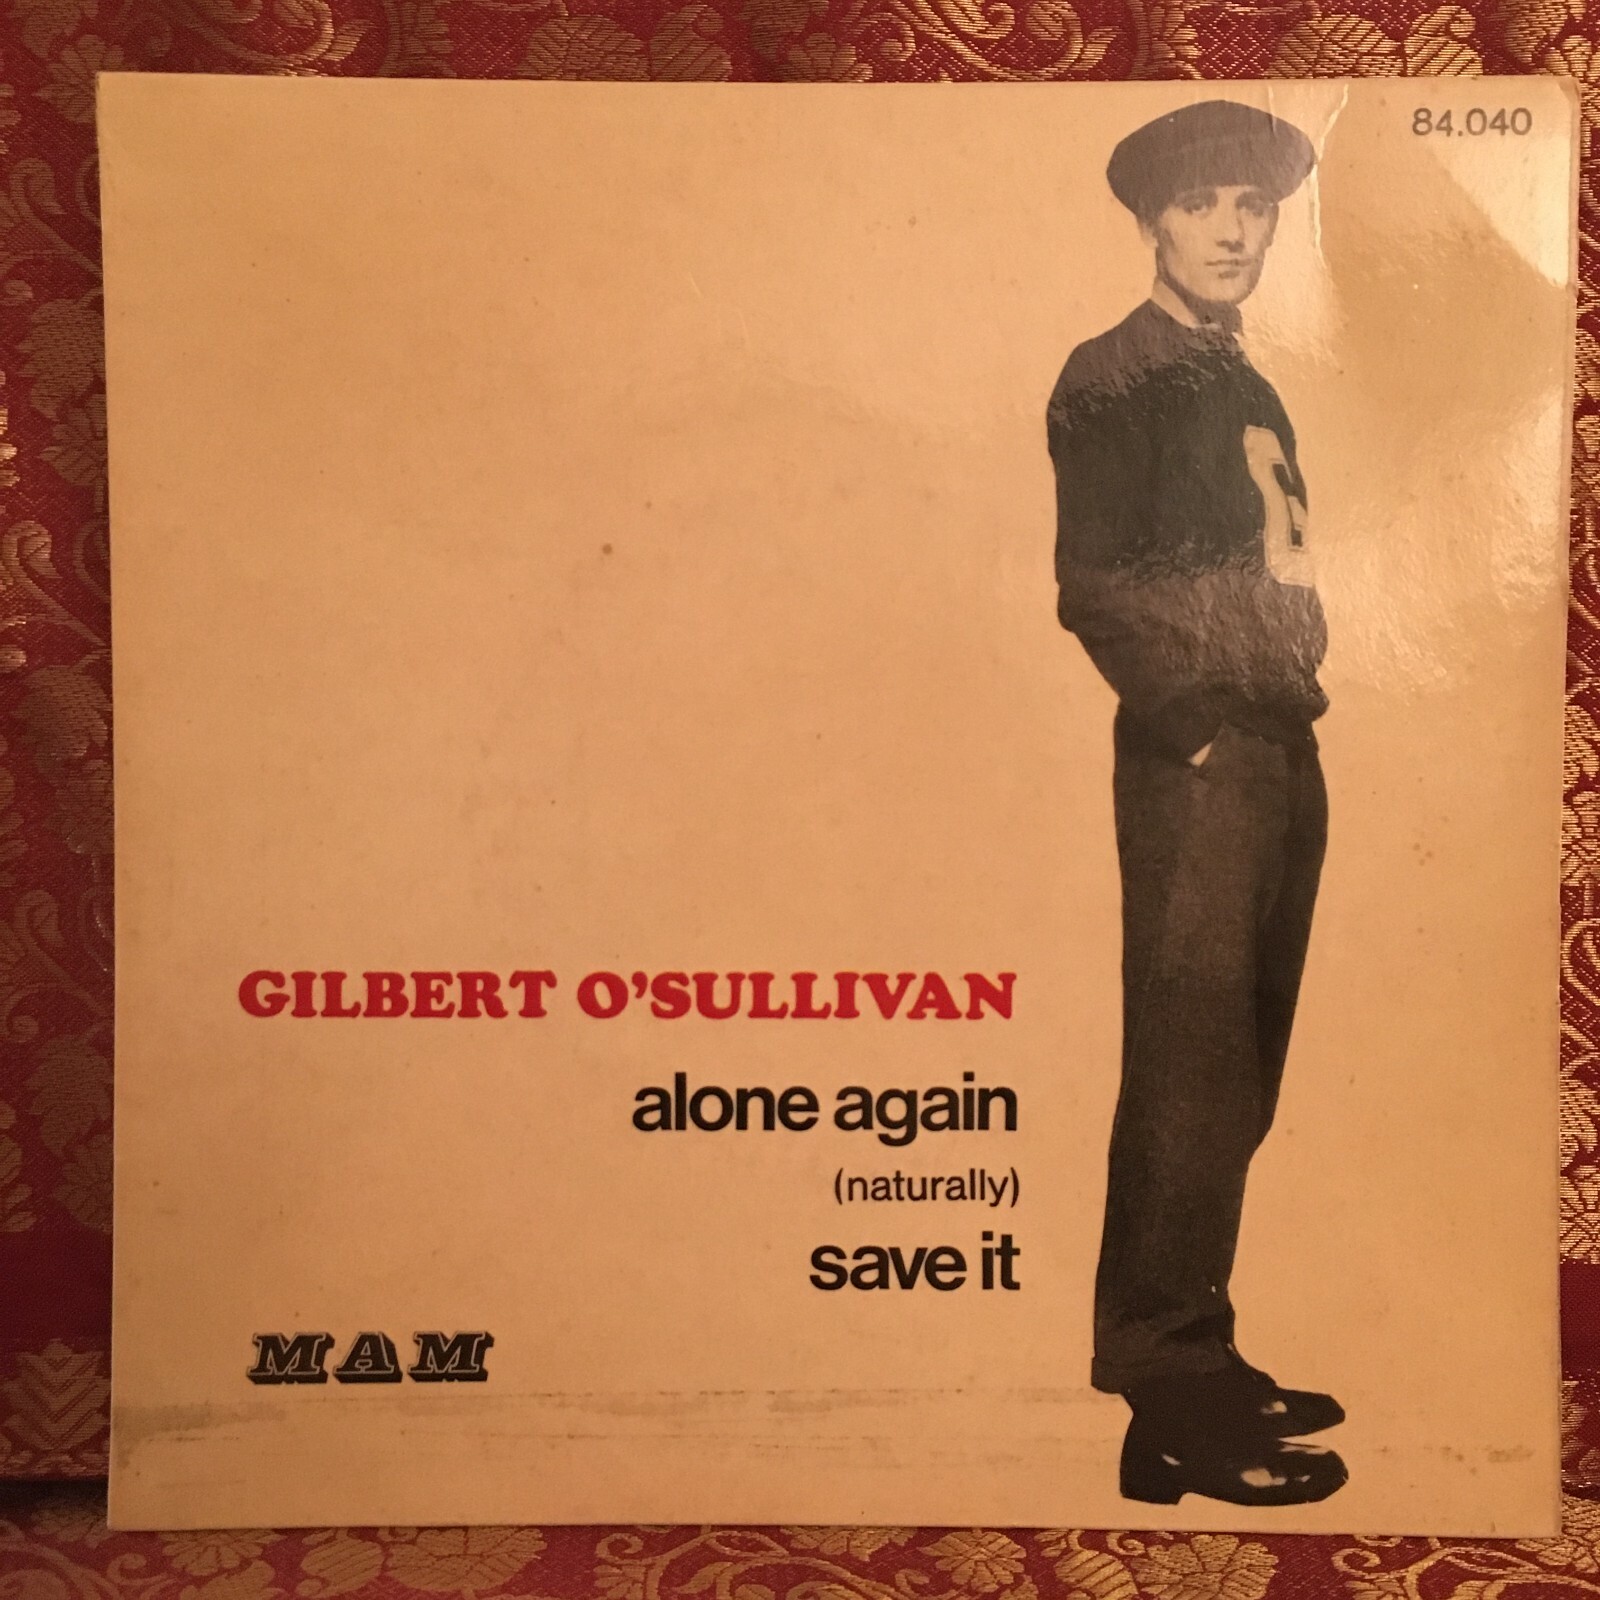 84.040
GILBERT O'SULLIVAN
alone again
(naturally)
save it
MAM